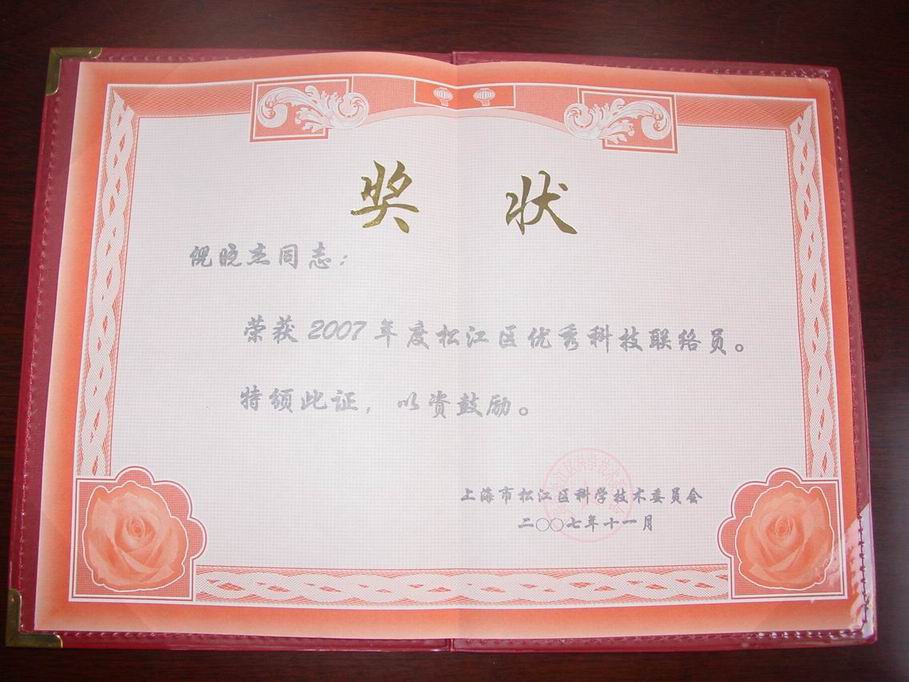 奖状
倪晓杰同志：
荣获2007年度松江区优秀科技联络员。
特颁此证，以资鼓励。
上海市松江区科学技术委员会
二〇〇七年十一月